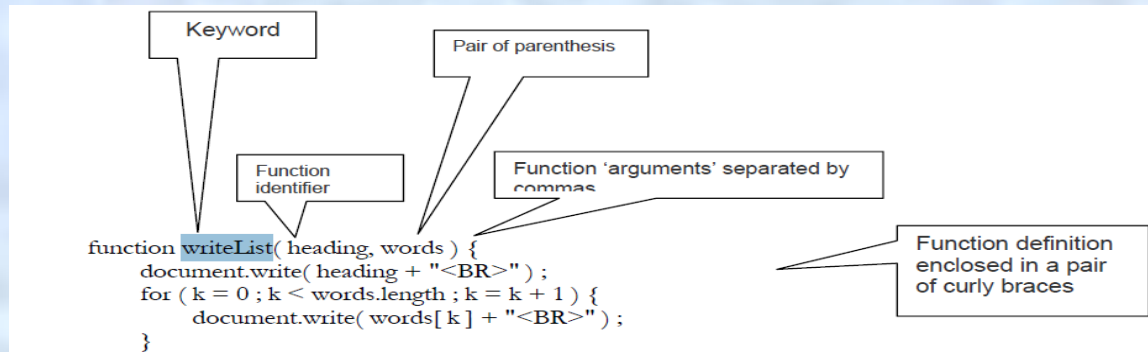 Keyword
Pair of parenthesis
Function
identifier
Function ‘arguments’ separated by
commas
function writeList( heading, words ) {
document.write( heading + "<BR>" ) ;
for ( k = 0 ; k < words.length ; k = k + 1 ) {
document.write( words[ k ] + "<BR>" ) ;
}
Function definition
enclosed in a pair
of curly braces